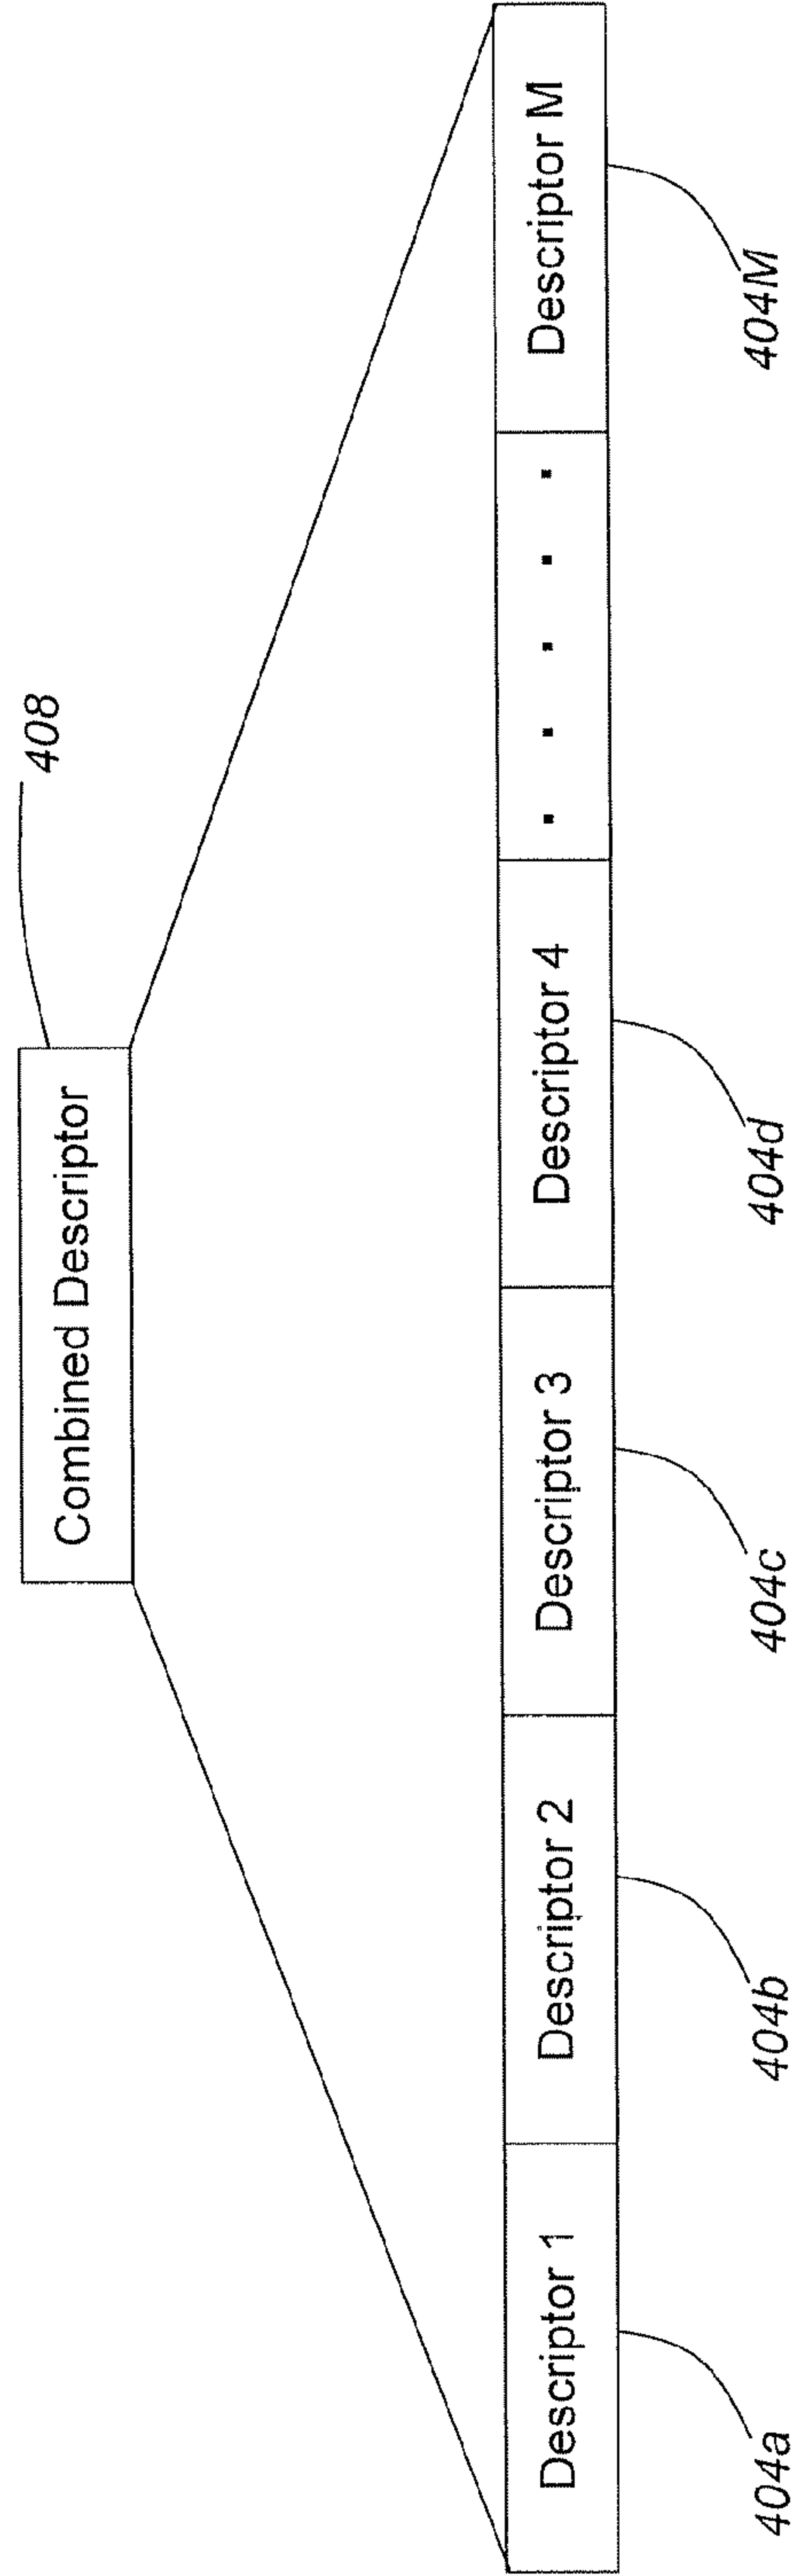 408
Combined Descriptor
Descriptor 1
Descriptor 2
Descriptor 3
Descriptor 4
. . . . .
Descriptor M
404a
404b
404c
404d
404M